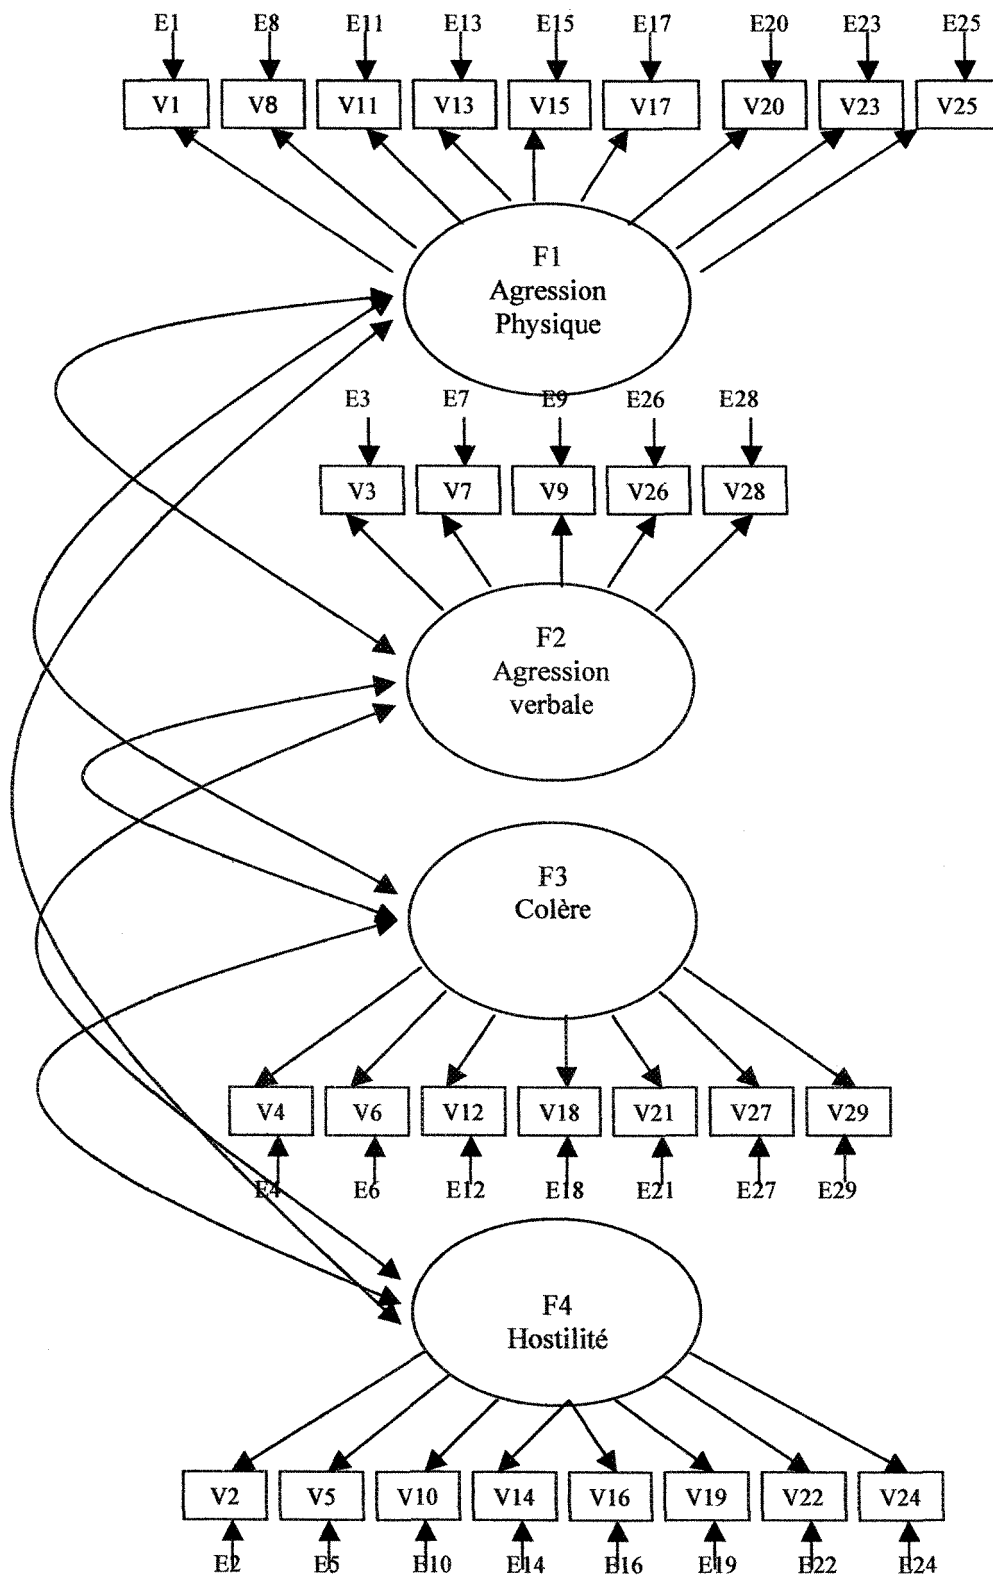 E1 E8 E11 E13 E15 E17 E20 E23 E25
V1 V8 V11 V13 V15 V17 V20 V23 V25
F1
Agression
Physique
E3 E7 E9 E26 E28
V3 V7 V9 V26 V28
F2
Agression
verbale
F3
Colère
V4 V6 V12 V18 V21 V27 V29
E4 E6 E12 E18 E21 E27 E29
F4
Hostilité
V2 V5 V10 V14 V16 V19 V22 V24
E2 E5 E10 E14 E16 E19 E22 E24